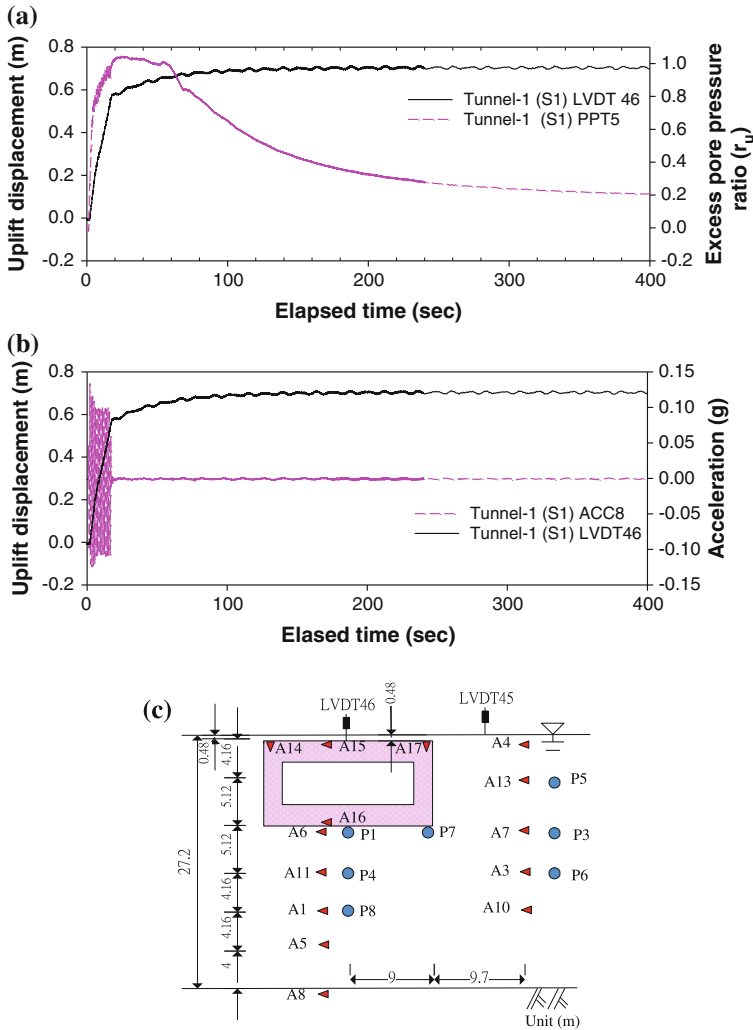 (a)
0.8
0.6
0.4
0.2
0.0
-0.2
Uplift displacement (m)
1.0
0.8
0.6
0.4
0.2
0.0
-0.2
Excess pore pressure
ratio (ru)
Tunnel-1 (S1) LVDT 46
Tunnel-1 (S1) PPT5
0 100 200 300 400
Elapsed time (sec)
(b)
0.8
0.6
0.4
0.2
0.0
-0.2
Uplift displacement (m)
0.15
0.10
0.05
0.00
-0.05
-0.10
-0.15
Acceleration (g)
Tunnel-1 (S1) ACC8
Tunnel-1 (S1) LVDT46
0 100 200 300 400
Elased time (sec)
(c)
LVDT46 0.48 LVDT45
0.48 4.16 A14 A15 A17 A4
5.12 A13 P5
A16
A6 P1 P7 A7 P3
27.2 5.12
A11 P4 A3 P6
4.16
A1 P8 A10
4.16
A5
4 9 9.7
A8
Unit (m)